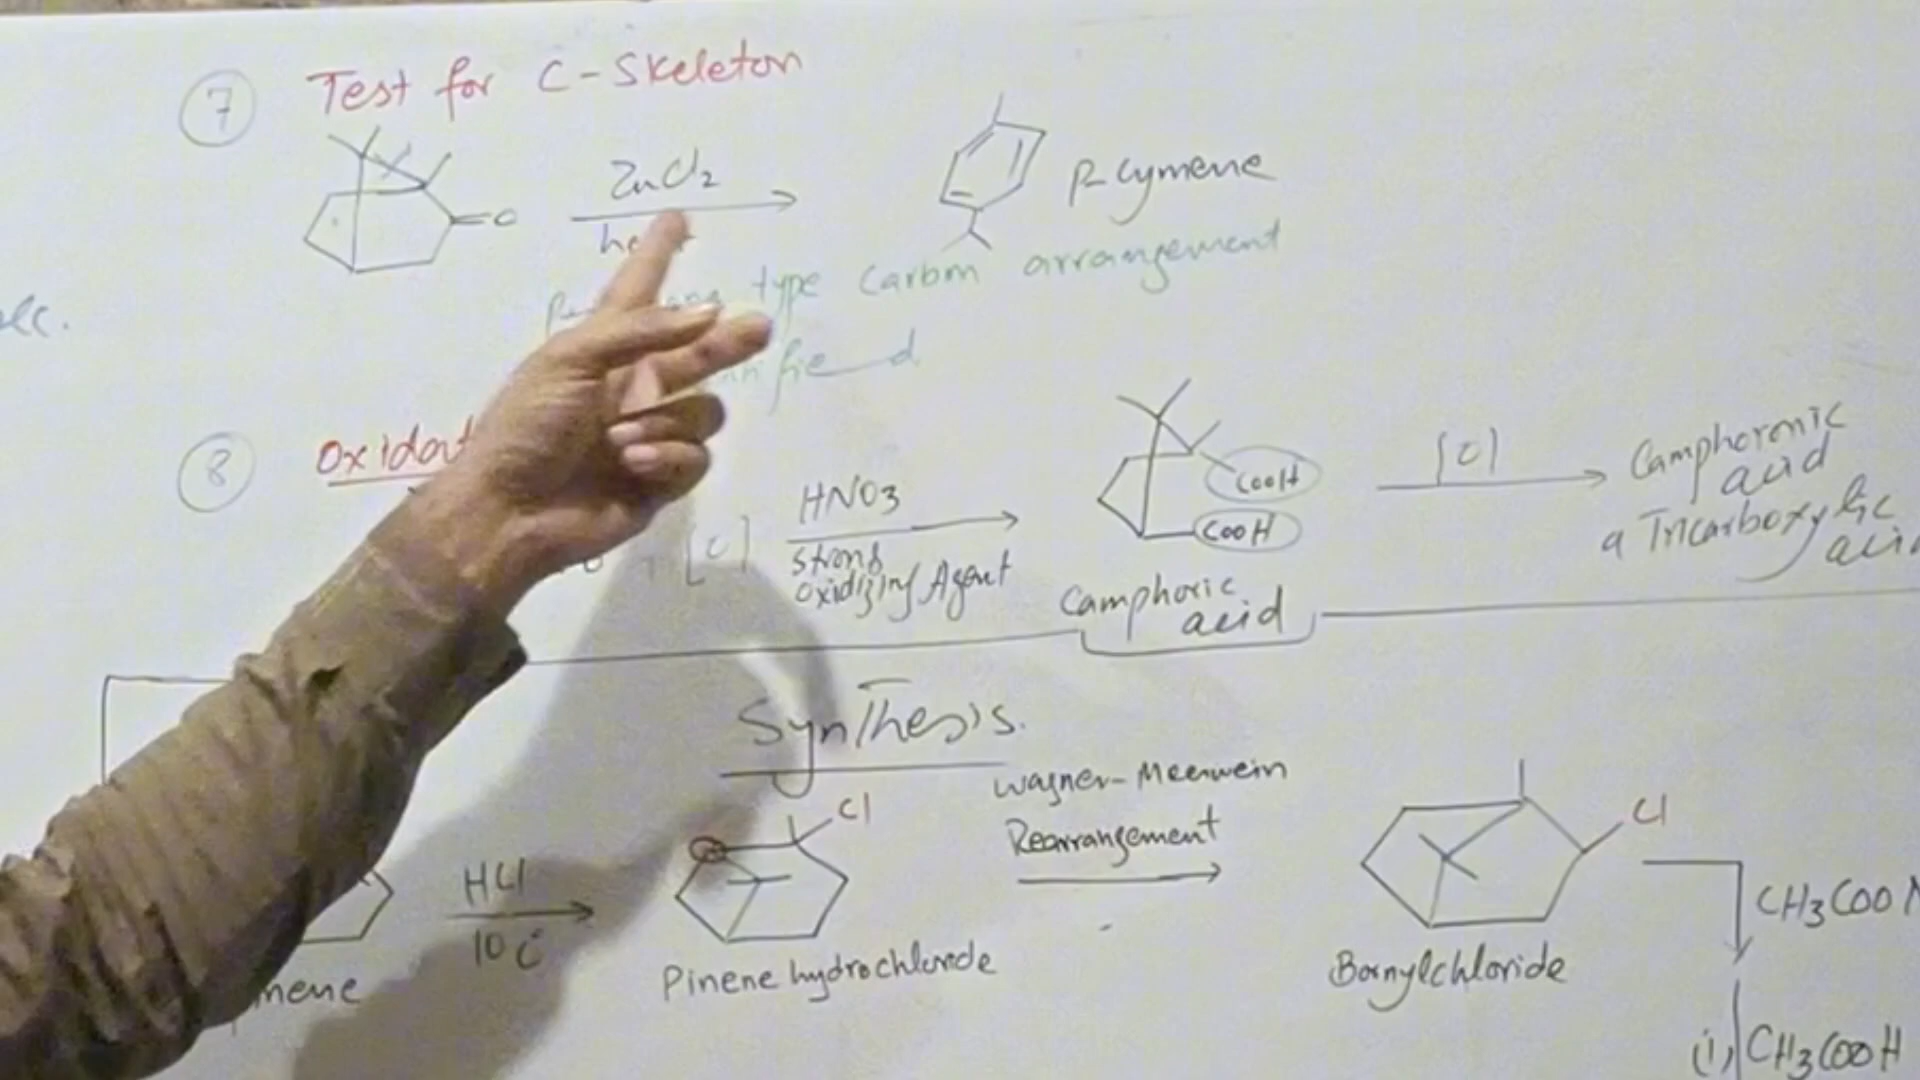 7 Test for C-Skeleton
ZnCl2
O
P-Cymene
type Carbon arrangement
8
HNO3
[O]
strong
oxidizing Agent
COOH
COOH
Camphoric
acid
[O]
Camphoronic
acid
a Tricarboxylic
Synthesis.
HCl
10 C
Cl
Pinene hydrochloride
Wagner-Meerwein
Rearrangement
Cl
Bornylchloride
CH3COO
(i) CH3COOH